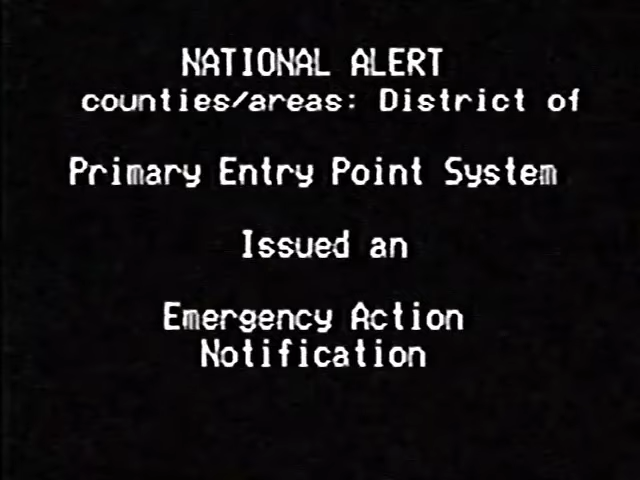 NATIONAL ALERT
counties/areas: District of
Primary Entry Point System
Issued an
Emergency Action
Notification